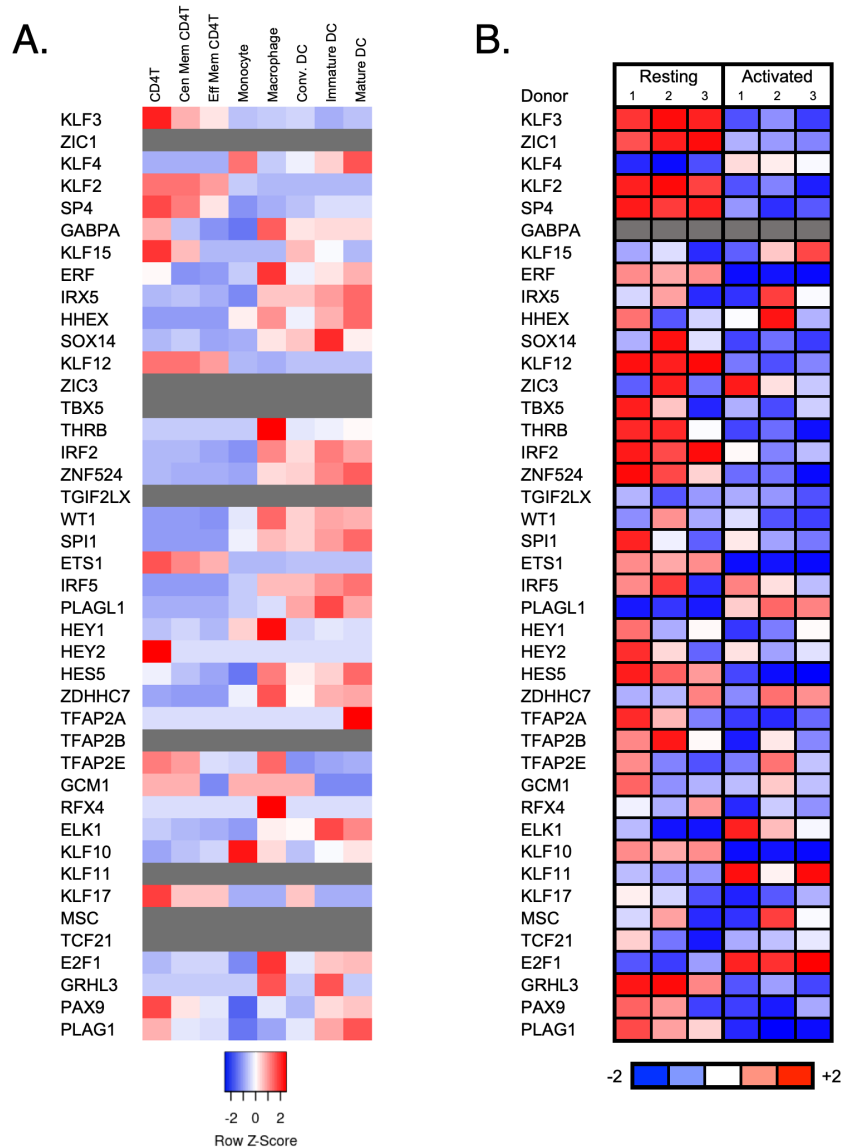 A.
CD4T
Cen Mem CD4T
Eff Mem CD4T
Monocyte
Macrophage
Conv. DC
Immature DC
Mature DC
KLF3
ZIC1
KLF4
KLF2
SP4
GABPA
KLF15
ERF
IRX5
HHEX
SOX14
KLF12
ZIC3
TBX5
THRB
IRF2
ZNF524
TGIF2LX
WT1
SPI1
ETS1
IRF5
PLAGL1
HEY1
HEY2
HES5
ZDHHC7
TFAP2A
TFAP2B
TFAP2E
GCM1
RFX4
ELK1
KLF10
KLF11
KLF17
MSC
TCF21
E2F1
GRHL3
PAX9
PLAG1
-2 0 2
Row Z-Score
B.
Resting Activated
Donor 1 2 3 1 2 3
KLF3
ZIC1
KLF4
KLF2
SP4
GABPA
KLF15
ERF
IRX5
HHEX
SOX14
KLF12
ZIC3
TBX5
THRB
IRF2
ZNF524
TGIF2LX
WT1
SPI1
ETS1
IRF5
PLAGL1
HEY1
HEY2
HES5
ZDHHC7
TFAP2A
TFAP2B
TFAP2E
GCM1
RFX4
ELK1
KLF10
KLF11
KLF17
MSC
TCF21
E2F1
GRHL3
PAX9
PLAG1
-2 +2